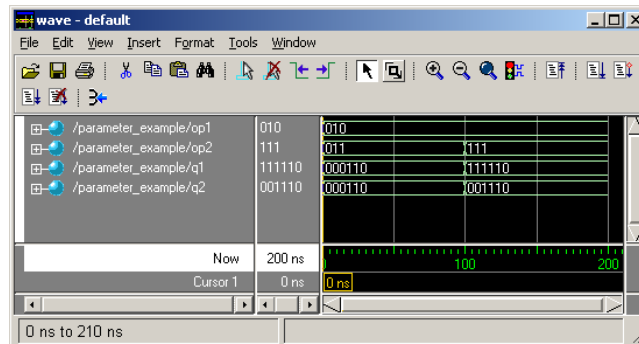 wave - default
File Edit View Insert Format Tools Window
/parameter_example/op1 010 010
/parameter_example/op2 111 011 111
/parameter_example/q1 111110 000110 111110
/parameter_example/q2 001110 000110 001110
Now 200 ns 100 200
Cursor 1 0 ns 0 ns
0 ns to 210 ns